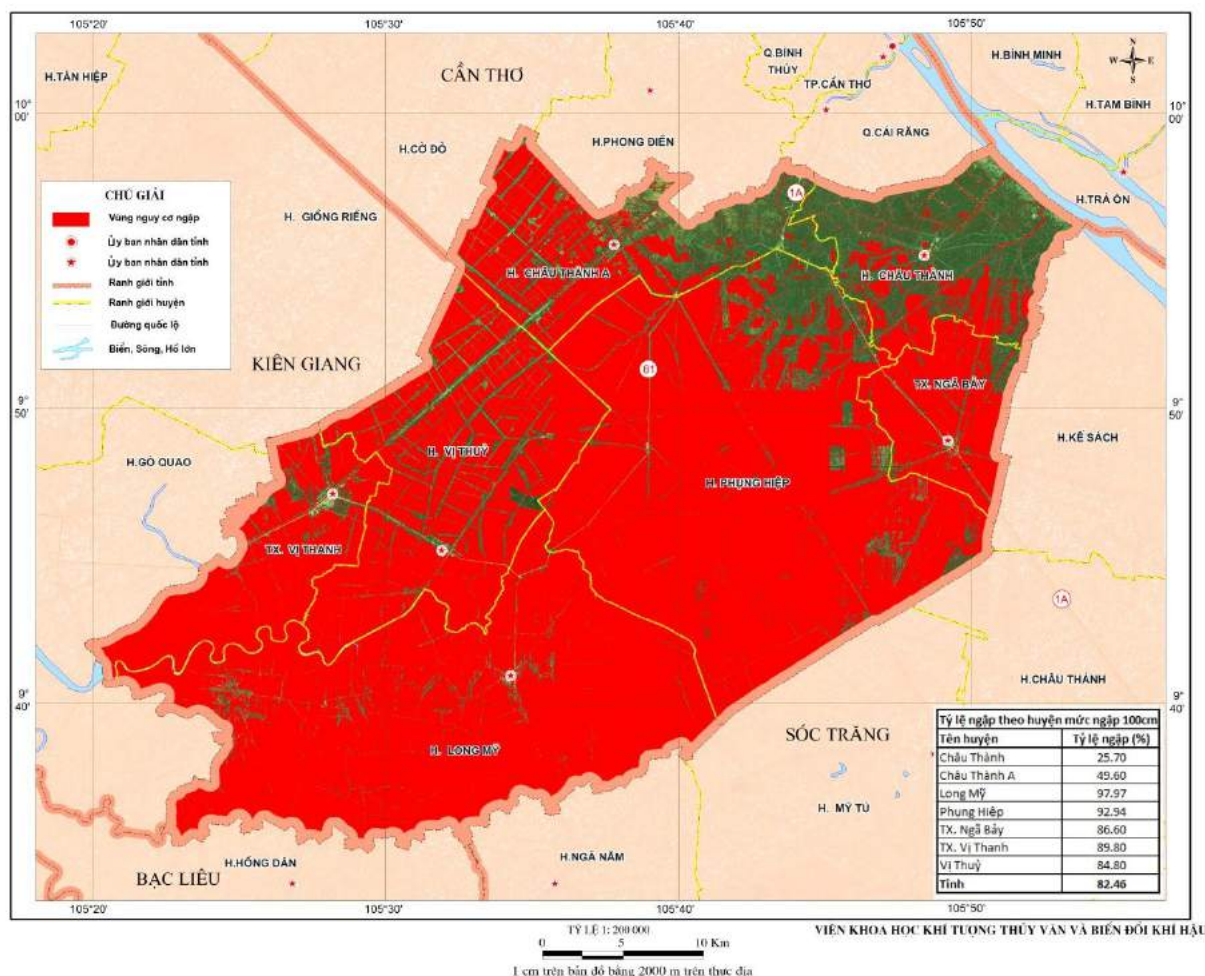 105°20'
105°30'
105°40'
105°50'
H.TÂN HIỆP
CẦN THƠ
Q.BÌNH
THỦY
TP.CẦN THƠ
H.BÌNH MINH
N
W E
S
H.TAM BÌNH
10°
00'
10°
00'
H.CỜ ĐỎ
H.PHONG ĐIỀN
Q.CÁI RĂNG
CHÚ GIẢI
Vùng nguy cơ ngập
Ủy ban nhân dân tỉnh
Ủy ban nhân dân tỉnh
Ranh giới tỉnh
Ranh giới huyện
Đường quốc lộ
Biển, Sông, Hồ lớn
1A
H.TRÀ ÔN
H. GIỒNG RIỀNG
H. CHÂU THÀNH A
H. CHÂU THÀNH
KIÊN GIANG
61
TX. NGÃ BẢY
9°
50'
9°
50'
H.GÒ QUAO
H. VỊ THUỶ
H.KẾ SÁCH
H. PHỤNG HIỆP
TX. VỊ THANH
1A
H.CHÂU THÀNH
9°
40'
9°
40'
SÓC TRĂNG
H. LONG MỸ
H. MỸ TÚ
Tỷ lệ ngập theo huyện mức ngập 100cm
Tên huyện Tỷ lệ ngập (%)
Châu Thành 25.70
Châu Thành A 49.60
Long Mỹ 97.97
Phụng Hiệp 92.94
TX. Ngã Bảy 86.60
TX. Vị Thanh 89.80
Vị Thuỷ 84.80
Tỉnh 82.46
H.HỒNG DÂN
H.NGÃ NĂM
BẠC LIÊU
105°20'
105°30'
105°40'
105°50'
TỶ LỆ 1: 200 000
0 5 10 Km
1 cm trên bản đồ bằng 2000 m trên thực địa
VIỆN KHOA HỌC KHÍ TƯỢNG THỦY VĂN VÀ BIẾN ĐỔI KHÍ HẬU